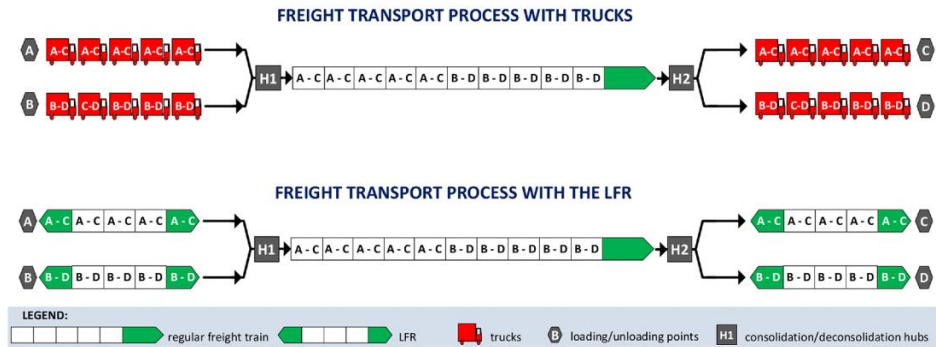 FREIGHT TRANSPORT PROCESS WITH TRUCKS
A A-C A-C A-C A-C A-C A-C A-C A-C A-C A-C C
H1 A - C A - C A - C A - C A - C B - D B - D B - D B - D B - D H2
B B-D C-D B-D B-D B-D B-D C-D B-D B-D B-D D
FREIGHT TRANSPORT PROCESS WITH THE LFR
A A - C A - C A - C A - C A - C A - C A - C A - C A - C A - C C
H1 A - C A - C A - C A - C A - C B - D B - D B - D B - D B - D H2
B B - D B - D B - D B - D B - D B - D B - D B - D B - D B - D D
LEGEND:
regular freight train LFR trucks B loading/unloading points H1 consolidation/deconsolidation hubs